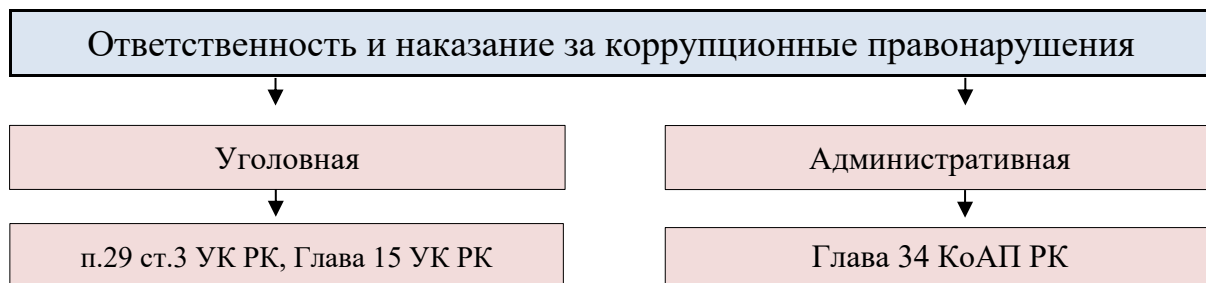 Ответственность и наказание за коррупционные правонарушения
Уголовная
Административная
п.29 ст.3 УК РК, Глава 15 УК РК
Глава 34 КоАП РК